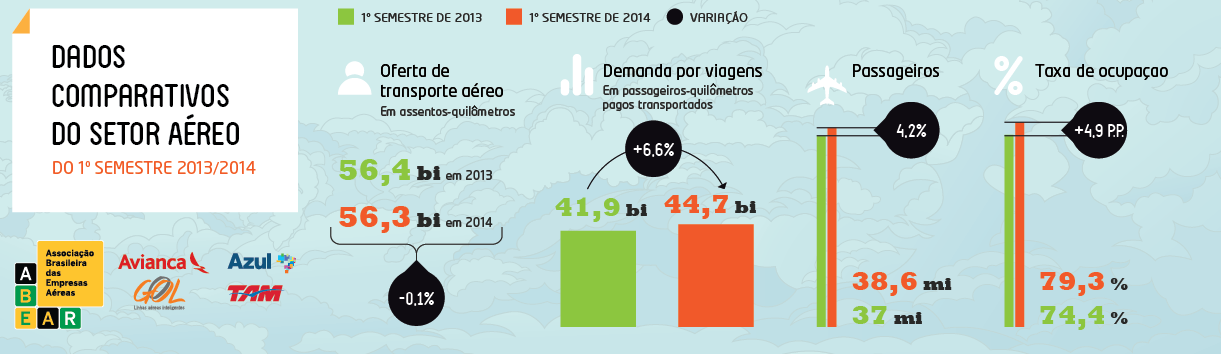 DADOS
COMPARATIVOS
DO SETOR AÉREO
DO 1º SEMESTRE 2013/2014
1º SEMESTRE DE 2013
1º SEMESTRE DE 2014
VARIAÇÃO
Oferta de
transporte aéreo
Em assentos-quilômetros
56,4 bi em 2013
56,3 bi em 2014
-0,1%
Demanda por viagens
Em passageiros-quilômetros
pagos transportados
+6,6%
41,9 bi
44,7 bi
Passageiros
4,2%
38,6 mi
37 mi
%
Taxa de ocupaçao
+4,9 P.P.
79,3 %
74,4 %
Associação
Brasileira
das
Empresas
Aéreas
A
B
E A R
Avianca
Azul
GOL
Linhas aéreas inteligentes
TAM